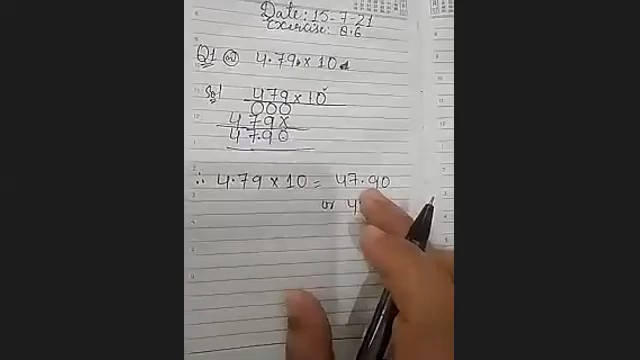 Date: 15-7-21
Exercise: 8.6
Q1 4.79 x 10
Sol 479 x 10
000
479x
47.90
∴ 4.79 x 10 = 47.90
or 4